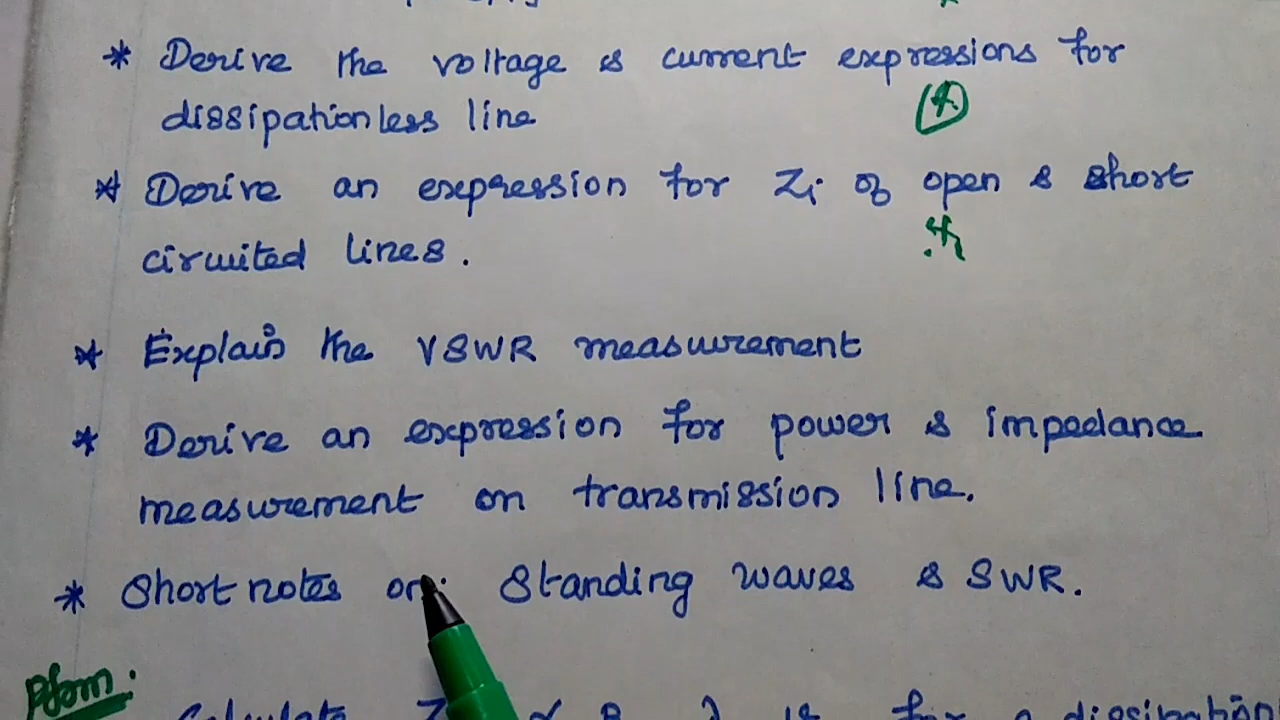 * Derive the voltage & current expressions for
dissipationless line
* Derive an expression for Zi of open & short
circuited lines.
* Explain the VSWR measurement
* Derive an expression for power & impedance
measurement on transmission line.
* Short notes on: Standing waves & SWR.
Pbm:
Calculate